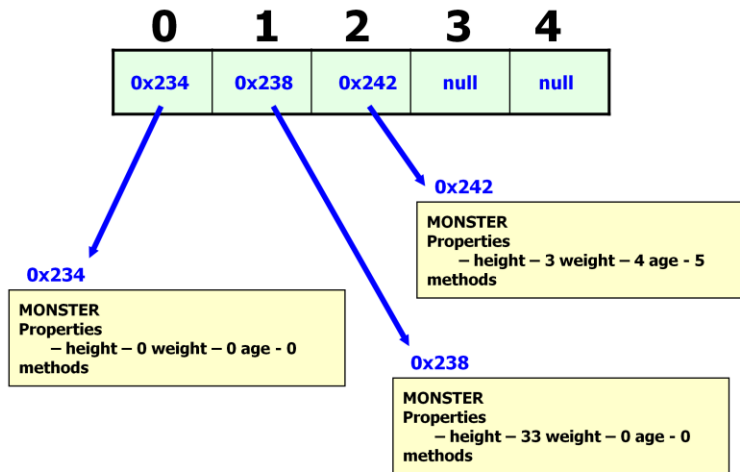 0 1 2 3 4
0x234 0x238 0x242 null null
0x242
MONSTER
Properties
– height – 3 weight – 4 age - 5
methods
0x234
MONSTER
Properties
– height – 0 weight – 0 age - 0
methods
0x238
MONSTER
Properties
– height – 33 weight – 0 age - 0
methods